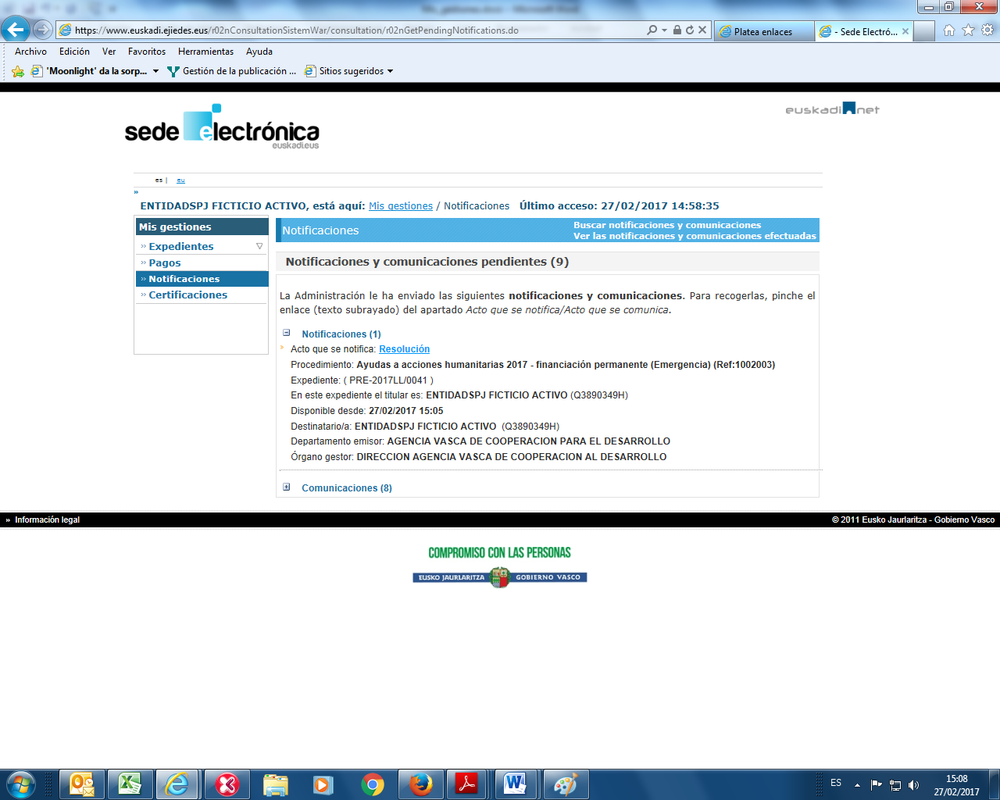 https://www.euskadi.ejiedes.eus/r02nConsultationSistemWar/consultation/r02nGetPendingNotifications.do
Platea enlaces
- Sede Electró...
Archivo Edición Ver Favoritos Herramientas Ayuda
'Moonlight' da la sorp... Gestión de la publicación ... Sitios sugeridos
sede electrónica
euskadi.eus
euskadi.net
es | eu
»
ENTIDADSPJ FICTICIO ACTIVO, está aquí: Mis gestiones / Notificaciones Último acceso: 27/02/2017 14:58:35
Mis gestiones
» Expedientes
» Pagos
» Notificaciones
» Certificaciones
Notificaciones
Buscar notificaciones y comunicaciones
Ver las notificaciones y comunicaciones efectuadas
Notificaciones y comunicaciones pendientes (9)
La Administración le ha enviado las siguientes notificaciones y comunicaciones. Para recogerlas, pinche el
enlace (texto subrayado) del apartado Acto que se notifica/Acto que se comunica.
Notificaciones (1)
» Acto que se notifica: Resolución
Procedimiento: Ayudas a acciones humanitarias 2017 - financiación permanente (Emergencia) (Ref:1002003)
Expediente: ( PRE-2017LL/0041 )
En este expediente el titular es: ENTIDADSPJ FICTICIO ACTIVO (Q3890349H)
Disponible desde: 27/02/2017 15:05
Destinatario/a: ENTIDADSPJ FICTICIO ACTIVO (Q3890349H)
Departamento emisor: AGENCIA VASCA DE COOPERACION PARA EL DESARROLLO
Órgano gestor: DIRECCION AGENCIA VASCA DE COOPERACION AL DESARROLLO
Comunicaciones (8)
» Información legal
© 2011 Eusko Jaurlaritza - Gobierno Vasco
COMPROMISO CON LAS PERSONAS
EUSKO JAURLARITZA GOBIERNO VASCO
ES
15:08
27/02/2017